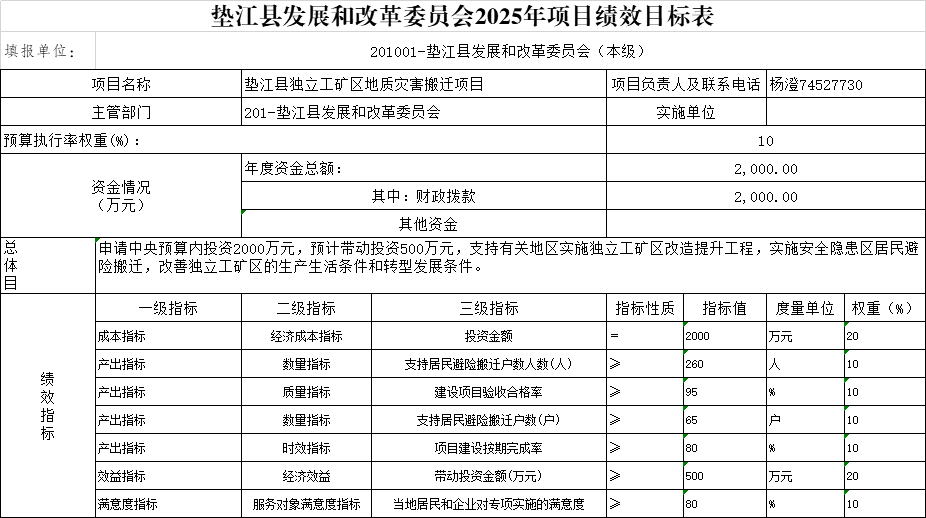 垫江县发展和改革委员会2025年项目绩效目标表
填报单位： 201001-垫江县发展和改革委员会（本级）
项目名称 垫江县独立工矿区地质灾害搬迁项目 项目负责人及联系电话 杨澄74527730
主管部门 201-垫江县发展和改革委员会 实施单位
预算执行率权重(%)： 10
资金情况
（万元）
年度资金总额： 2,000.00
其中：财政拨款 2,000.00
其他资金
总
体
目
申请中央预算内投资2000万元，预计带动投资500万元，支持有关地区实施独立工矿区改造提升工程，实施安全隐患区居民避
险搬迁，改善独立工矿区的生产生活条件和转型发展条件。
绩
效
指
标
一级指标 二级指标 三级指标 指标性质 指标值 度量单位 权重（%）
成本指标 经济成本指标 投资金额 ＝ 2000 万元 20
产出指标 数量指标 支持居民避险搬迁户数人数(人) ≥ 260 人 10
产出指标 质量指标 建设项目验收合格率 ≥ 95 % 10
产出指标 数量指标 支持居民避险搬迁户数(户) ≥ 65 户 10
产出指标 时效指标 项目建设按期完成率 ≥ 80 % 10
效益指标 经济效益 带动投资金额(万元) ≥ 500 万元 20
满意度指标 服务对象满意度指标 当地居民和企业对专项实施的满意度 ≥ 80 % 10